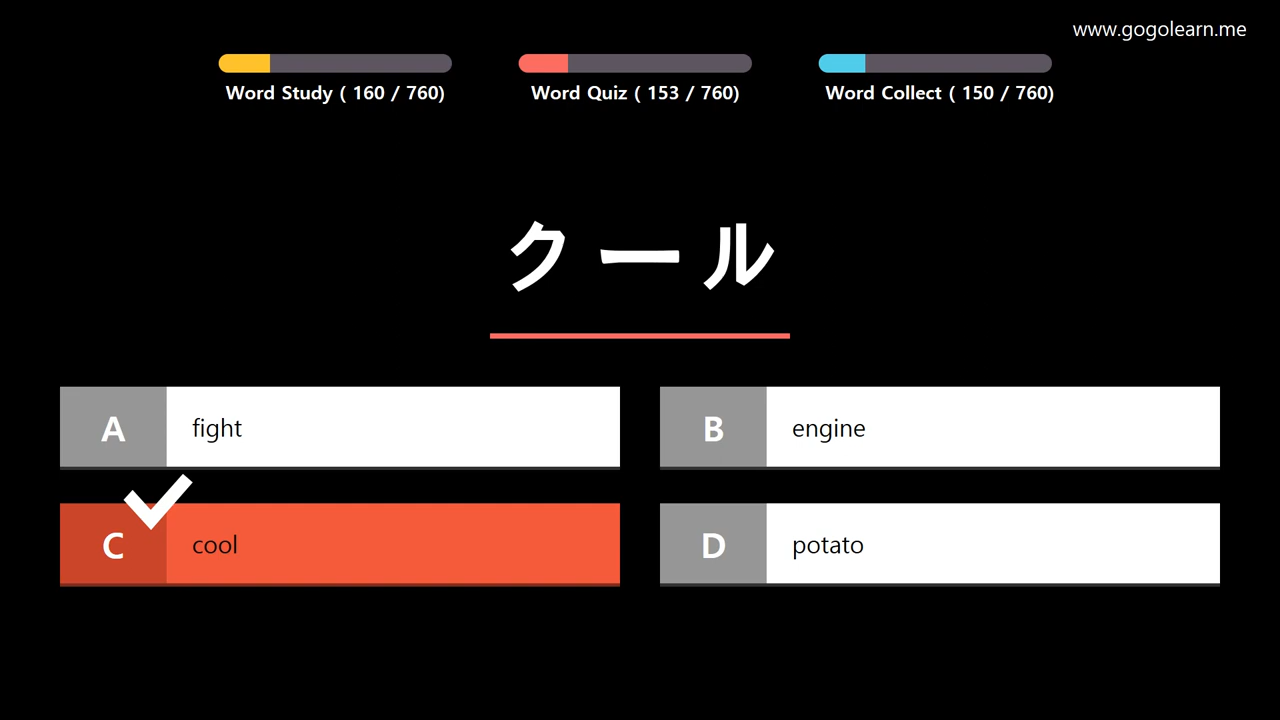 www.gogolearn.me
Word Study ( 160 / 760)
Word Quiz ( 153 / 760)
Word Collect ( 150 / 760)
クール
A fight
B engine
C cool
D potato